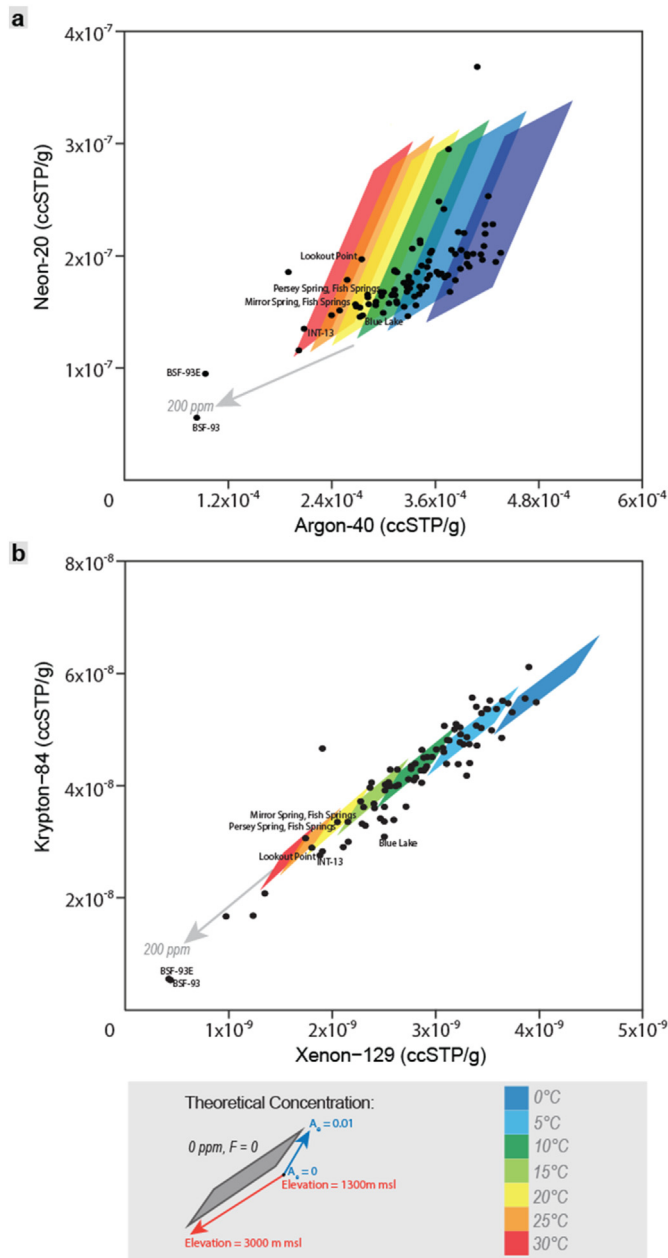 a
4x10-7
3x10-7
2x10-7
1x10-7
Neon-20 (ccSTP/g)
Lookout Point
Persey Spring, Fish Springs
Mirror Spring, Fish Springs
Blue Lake
INT-13
BSF-93E
200 ppm
BSF-93
0 1.2x10-4 2.4x10-4 3.6x10-4 4.8x10-4 6x10-4
Argon-40 (ccSTP/g)
b
8x10-8
6x10-8
4x10-8
2x10-8
Krypton−84 (ccSTP/g)
Mirror Spring, Fish Springs
Persey Spring, Fish Springs
Blue Lake
Lookout Point
INT-13
200 ppm
BSF-93E
BSF-93
0 1x10-9 2x10-9 3x10-9 4x10-9 5x10-9
Xenon−129 (ccSTP/g)
Theoretical Concentration:
0 ppm, F = 0
Ae = 0.01
Ae = 0
Elevation = 1300m msl
Elevation = 3000 m msl
0°C
5°C
10°C
15°C
20°C
25°C
30°C